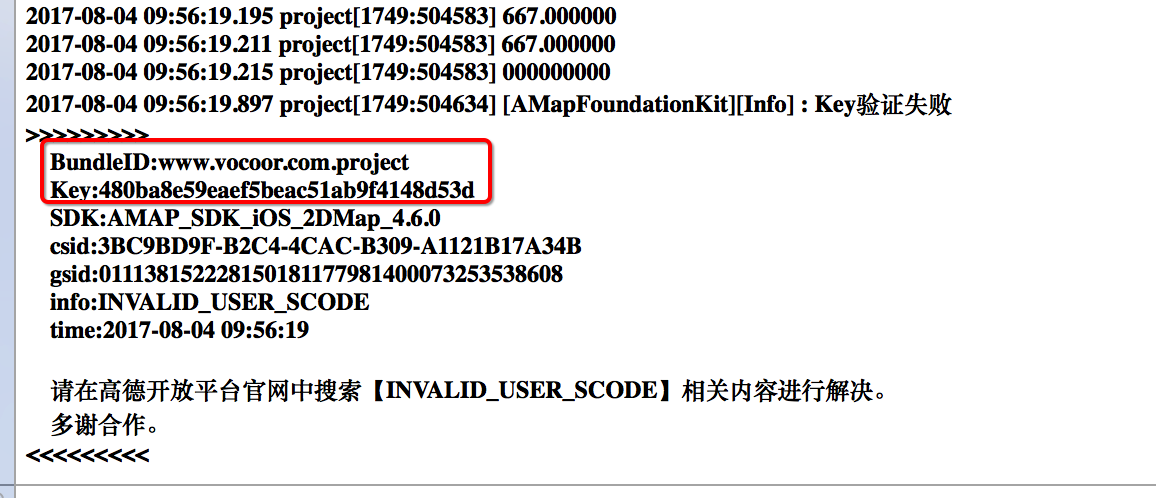 2017-08-04 09:56:19.195 project[1749:504583] 667.000000
2017-08-04 09:56:19.211 project[1749:504583] 667.000000
2017-08-04 09:56:19.215 project[1749:504583] 000000000
2017-08-04 09:56:19.897 project[1749:504634] [AMapFoundationKit][Info] : Key验证失败
>>>>>>>>>
BundleID:www.vocoor.com.project
Key:480ba8e59eaef5beac51ab9f4148d53d
SDK:AMAP_SDK_iOS_2DMap_4.6.0
csid:3BC9BD9F-B2C4-4CAC-B309-A1121B17A34B
gsid:011138152228150181177981400073253538608
info:INVALID_USER_SCODE
time:2017-08-04 09:56:19
请在高德开放平台官网中搜索【INVALID_USER_SCODE】相关内容进行解决。
多谢合作。
<<<<<<<<<